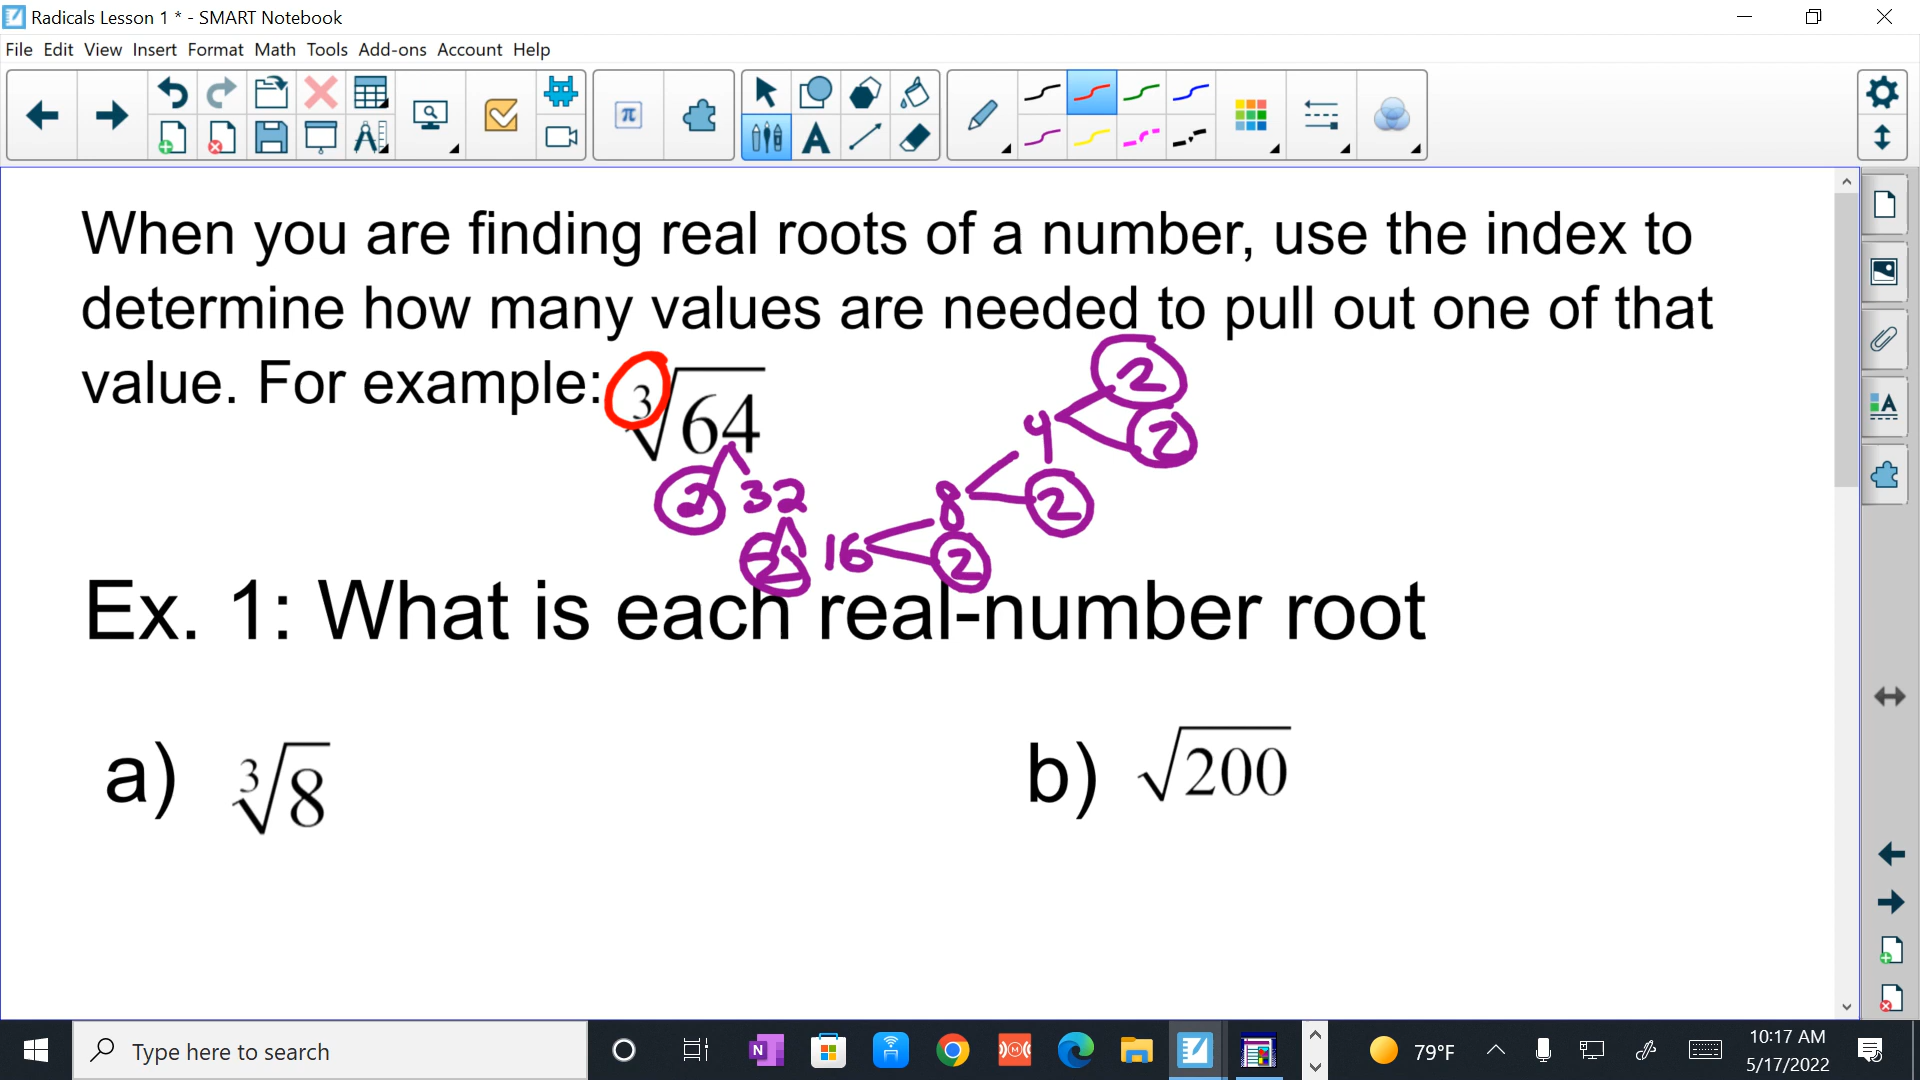 Radicals Lesson 1 * - SMART Notebook
File Edit View Insert Format Math Tools Add-ons Account Help
π
A
A
When you are finding real roots of a number, use the index to
determine how many values are needed to pull out one of that
value. For example: ∛64
2
4
2
2 32
8 2
2 16 2
Ex. 1: What is each real-number root
a) ∛8
b) √200
Type here to search
N
79°F
10:17 AM
5/17/2022